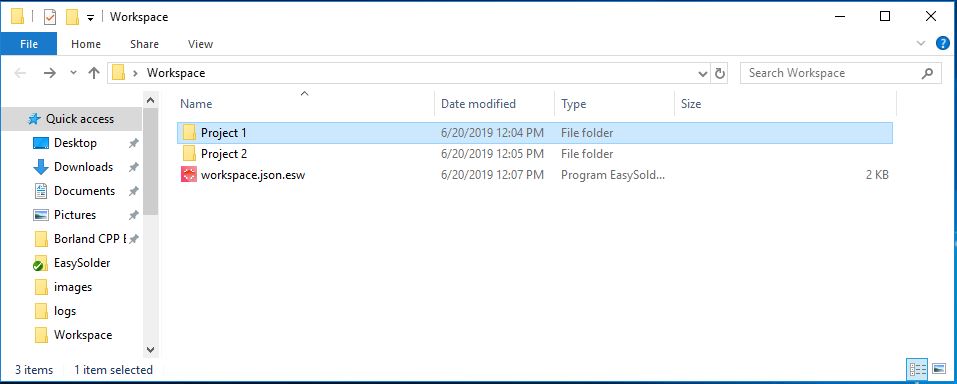 Workspace
File Home Share View
Workspace Search Workspace
Name Date modified Type Size
Quick access
Desktop
Downloads
Documents
Pictures
Borland CPP E
EasySolder
images
logs
Workspace
Project 1 6/20/2019 12:04 PM File folder
Project 2 6/20/2019 12:05 PM File folder
workspace.json.esw 6/20/2019 12:07 PM Program EasySold... 2 KB
3 items 1 item selected